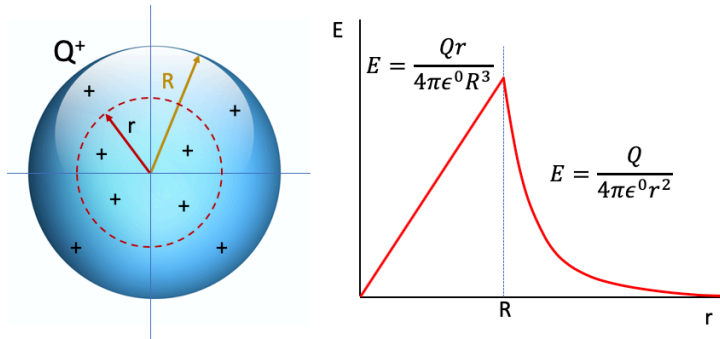 Q⁺
R
r
+ +
+ +
+ +
+ +
E
E = Qr / 4πϵ⁰R³
E = Q / 4πϵ⁰r²
R
r